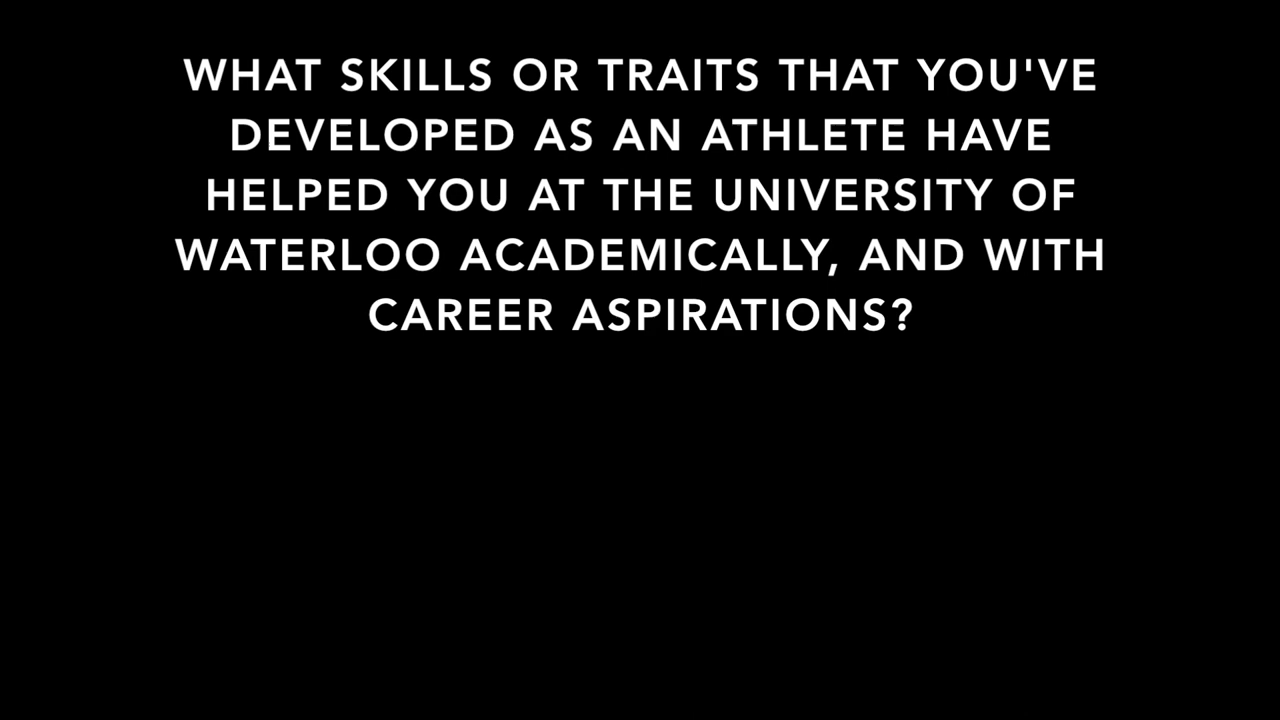 WHAT SKILLS OR TRAITS THAT YOU'VE
DEVELOPED AS AN ATHLETE HAVE
HELPED YOU AT THE UNIVERSITY OF
WATERLOO ACADEMICALLY, AND WITH
CAREER ASPIRATIONS?